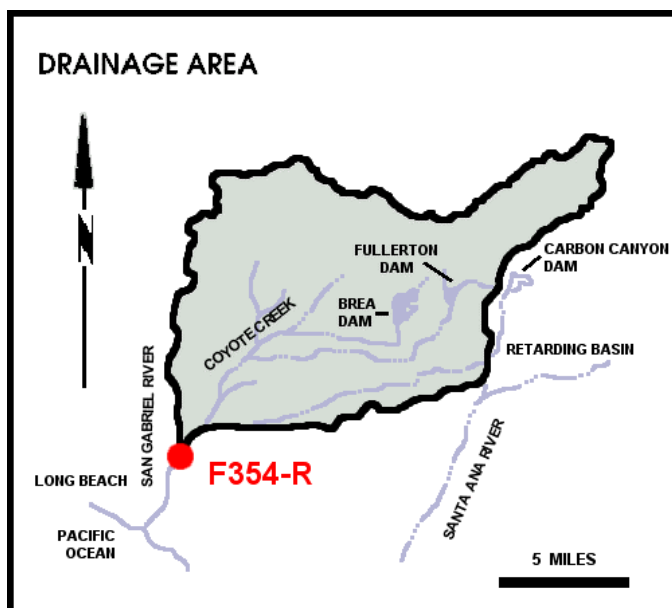 DRAINAGE AREA
N
FULLERTON
DAM
CARBON CANYON
DAM
BREA
DAM
COYOTE CREEK
RETARDING BASIN
SAN GABRIEL RIVER
F354-R
LONG BEACH
SANTA ANA RIVER
PACIFIC
OCEAN
5 MILES